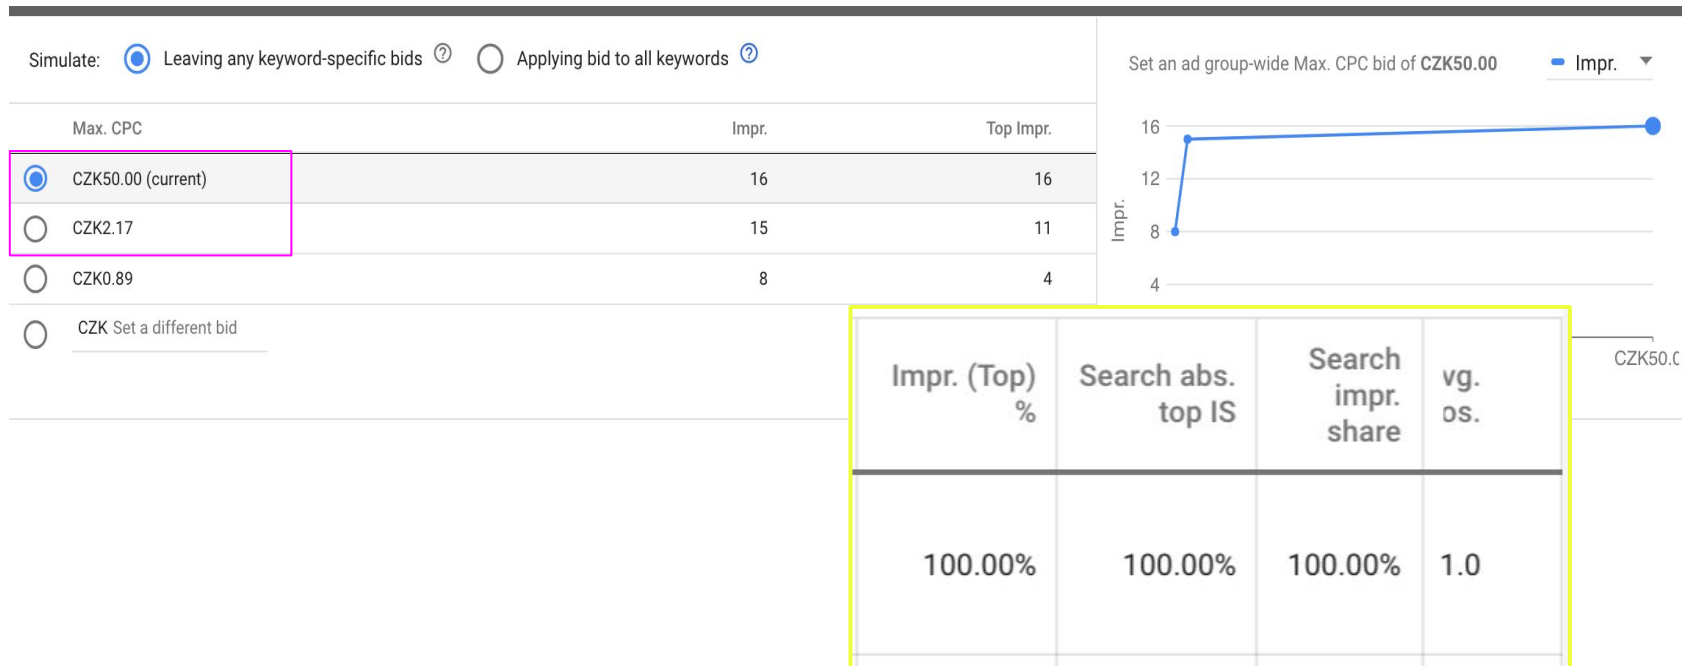 Simulate: Leaving any keyword-specific bids ? Applying bid to all keywords ?
Set an ad group-wide Max. CPC bid of CZK50.00 Impr.
Max. CPC Impr. Top Impr.
CZK50.00 (current) 16 16
CZK2.17 15 11
CZK0.89 8 4
CZK Set a different bid
16
12
8
4
Impr.
CZK50.0
Impr. (Top) %
Search abs. top IS
Search impr. share
vg. os.
100.00% 100.00% 100.00% 1.0